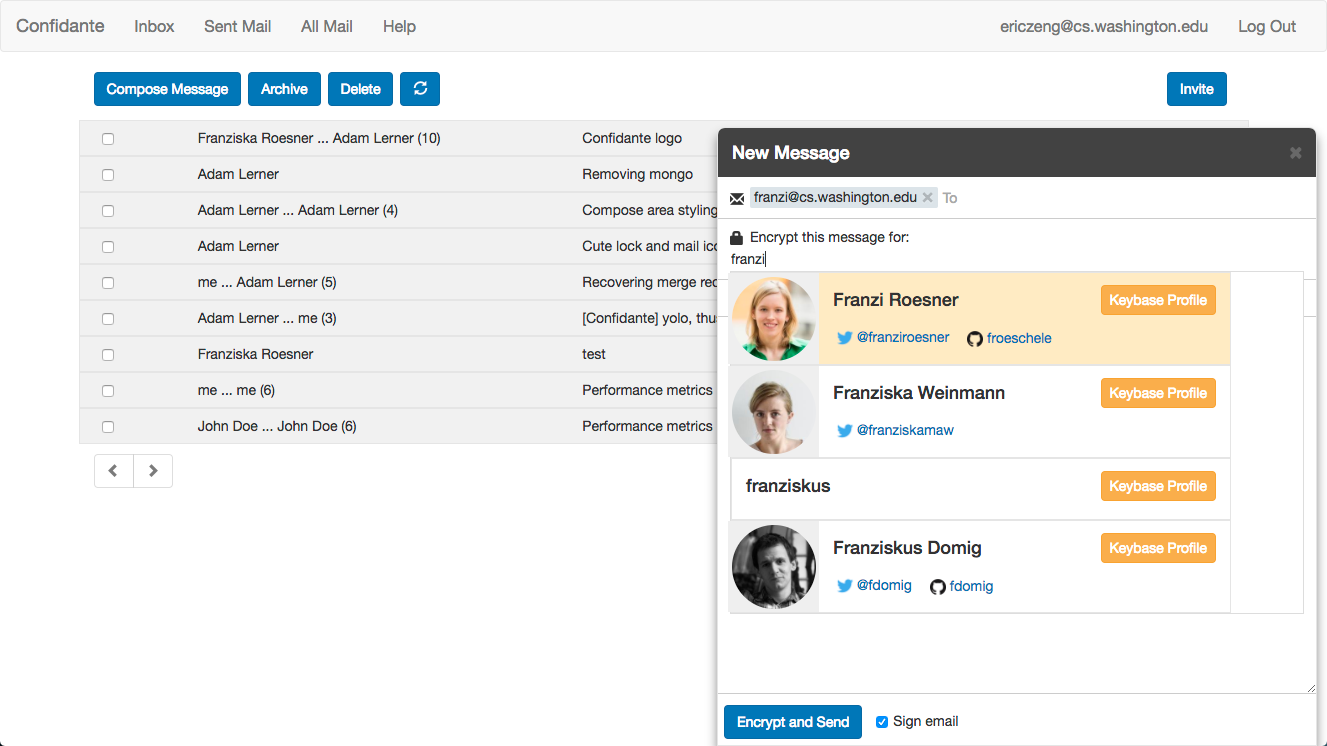 Confidante Inbox Sent Mail All Mail Help ericzeng@cs.washington.edu Log Out
Compose Message Archive Delete Invite
Franziska Roesner ... Adam Lerner (10) Confidante logo
Adam Lerner Removing mongo
Adam Lerner ... Adam Lerner (4) Compose area styling
Adam Lerner Cute lock and mail ico
me ... Adam Lerner (5) Recovering merge rec
Adam Lerner ... me (3) [Confidante] yolo, thus
Franziska Roesner test
me ... me (6) Performance metrics
John Doe ... John Doe (6) Performance metrics
New Message
franzi@cs.washington.edu To
Encrypt this message for:
franzi
Franzi Roesner Keybase Profile
@franziroesner froeschele
Franziska Weinmann Keybase Profile
@franziskamaw
franziskus Keybase Profile
Franziskus Domig Keybase Profile
@fdomig fdomig
Encrypt and Send Sign email